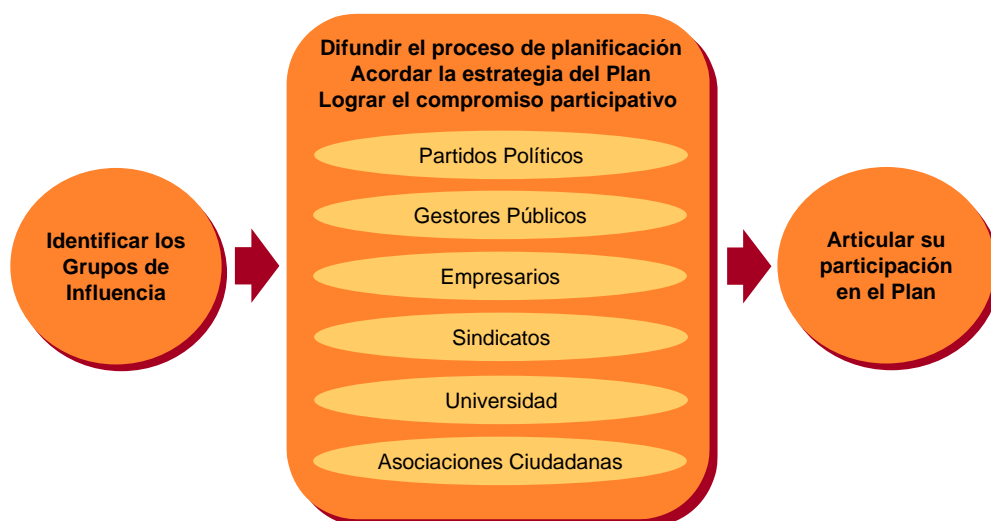 Difundir el proceso de planificación
Acordar la estrategia del Plan
Lograr el compromiso participativo
Partidos Políticos
Gestores Públicos
Empresarios
Sindicatos
Universidad
Asociaciones Ciudadanas
Identificar los
Grupos de
Influencia
Articular su
participación
en el Plan